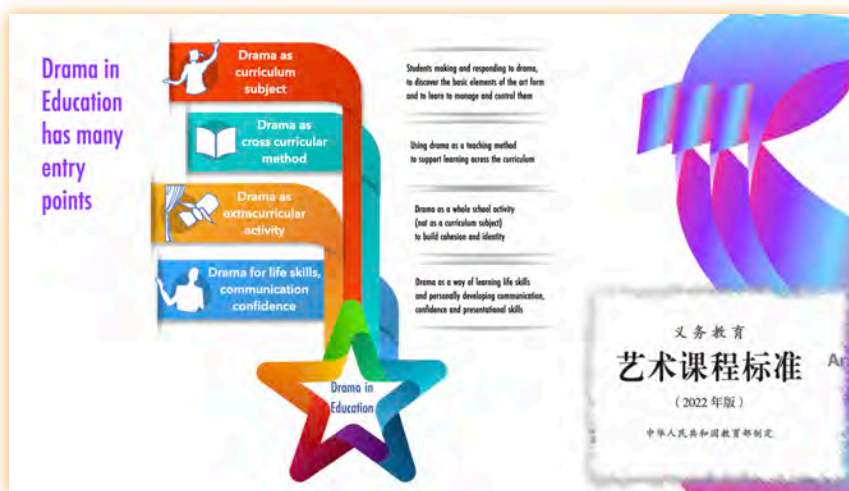 Drama in
Education
has many
entry
points
Drama as
curriculum
subject
Students making and responding to drama,
to discover the basic elements of the art form
and to learn to manage and control them
Drama as
cross curricular
method
Using drama as a teaching method
to support learning across the curriculum
Drama as
extracurricular
activity
Drama as a whole school activity
(not as a curriculum subject)
to build cohesion and identity
Drama for life skills,
communication
confidence
Drama as a way of learning life skills
and personally developing communication,
confidence and presentational skills
Drama in
Education
义务教育
艺术课程标准
（2022年版）
中华人民共和国教育部制定